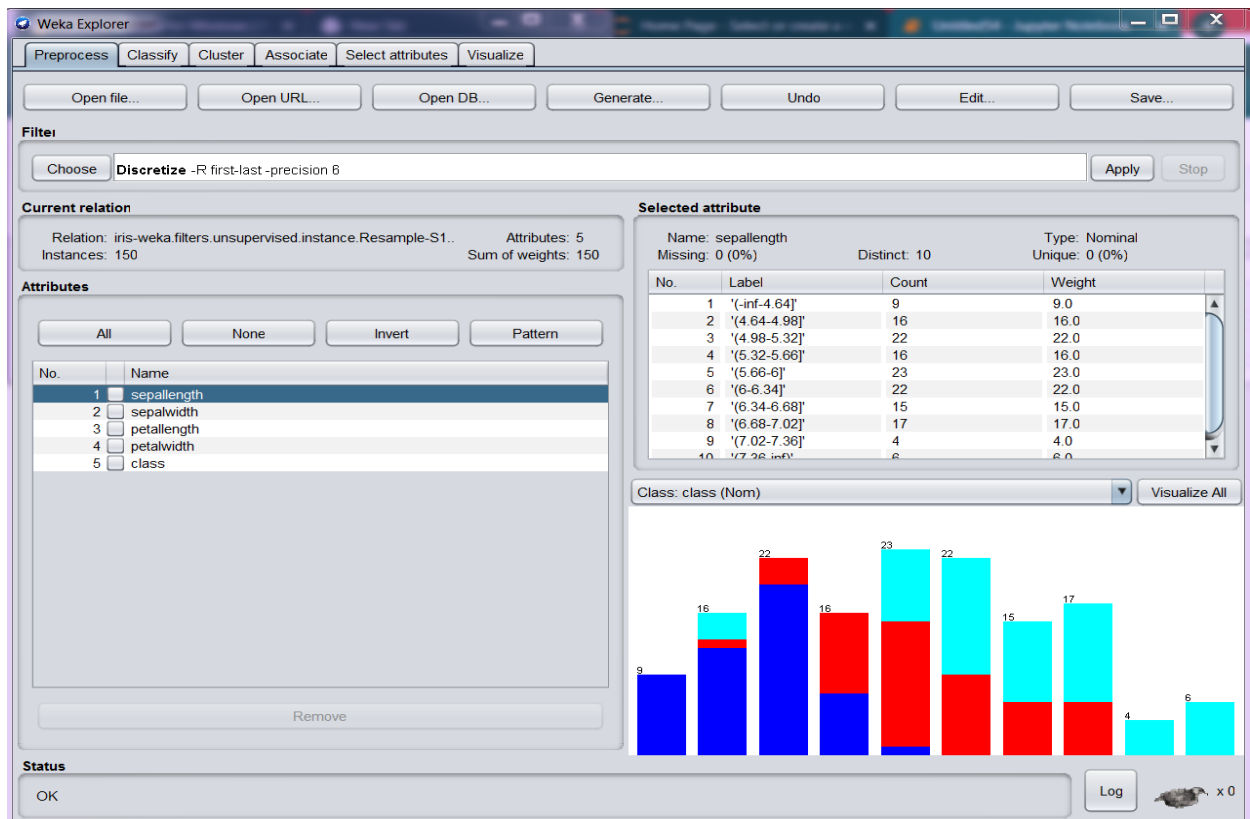 Weka Explorer
Preprocess Classify Cluster Associate Select attributes Visualize
Open file... Open URL... Open DB... Generate... Undo Edit... Save...
Filter
Choose Discretize -R first-last -precision 6 Apply Stop
Current relation
Relation: iris-weka.filters.unsupervised.instance.Resample-S1.. Attributes: 5
Instances: 150 Sum of weights: 150
Attributes
All None Invert Pattern
No. Name
1 sepallength
2 sepalwidth
3 petallength
4 petalwidth
5 class
Remove
Selected attribute
Name: sepallength Type: Nominal
Missing: 0 (0%) Distinct: 10 Unique: 0 (0%)
No. Label Count Weight
1 '(-inf-4.64]' 9 9.0
2 '(4.64-4.98]' 16 16.0
3 '(4.98-5.32]' 22 22.0
4 '(5.32-5.66]' 16 16.0
5 '(5.66-6]' 23 23.0
6 '(6-6.34]' 22 22.0
7 '(6.34-6.68]' 15 15.0
8 '(6.68-7.02]' 17 17.0
9 '(7.02-7.36]' 4 4.0
10 '(7.36-inf)' 6 6.0
Class: class (Nom) Visualize All
9 16 22 16 23 22 15 17 4 6
Status
OK Log x 0